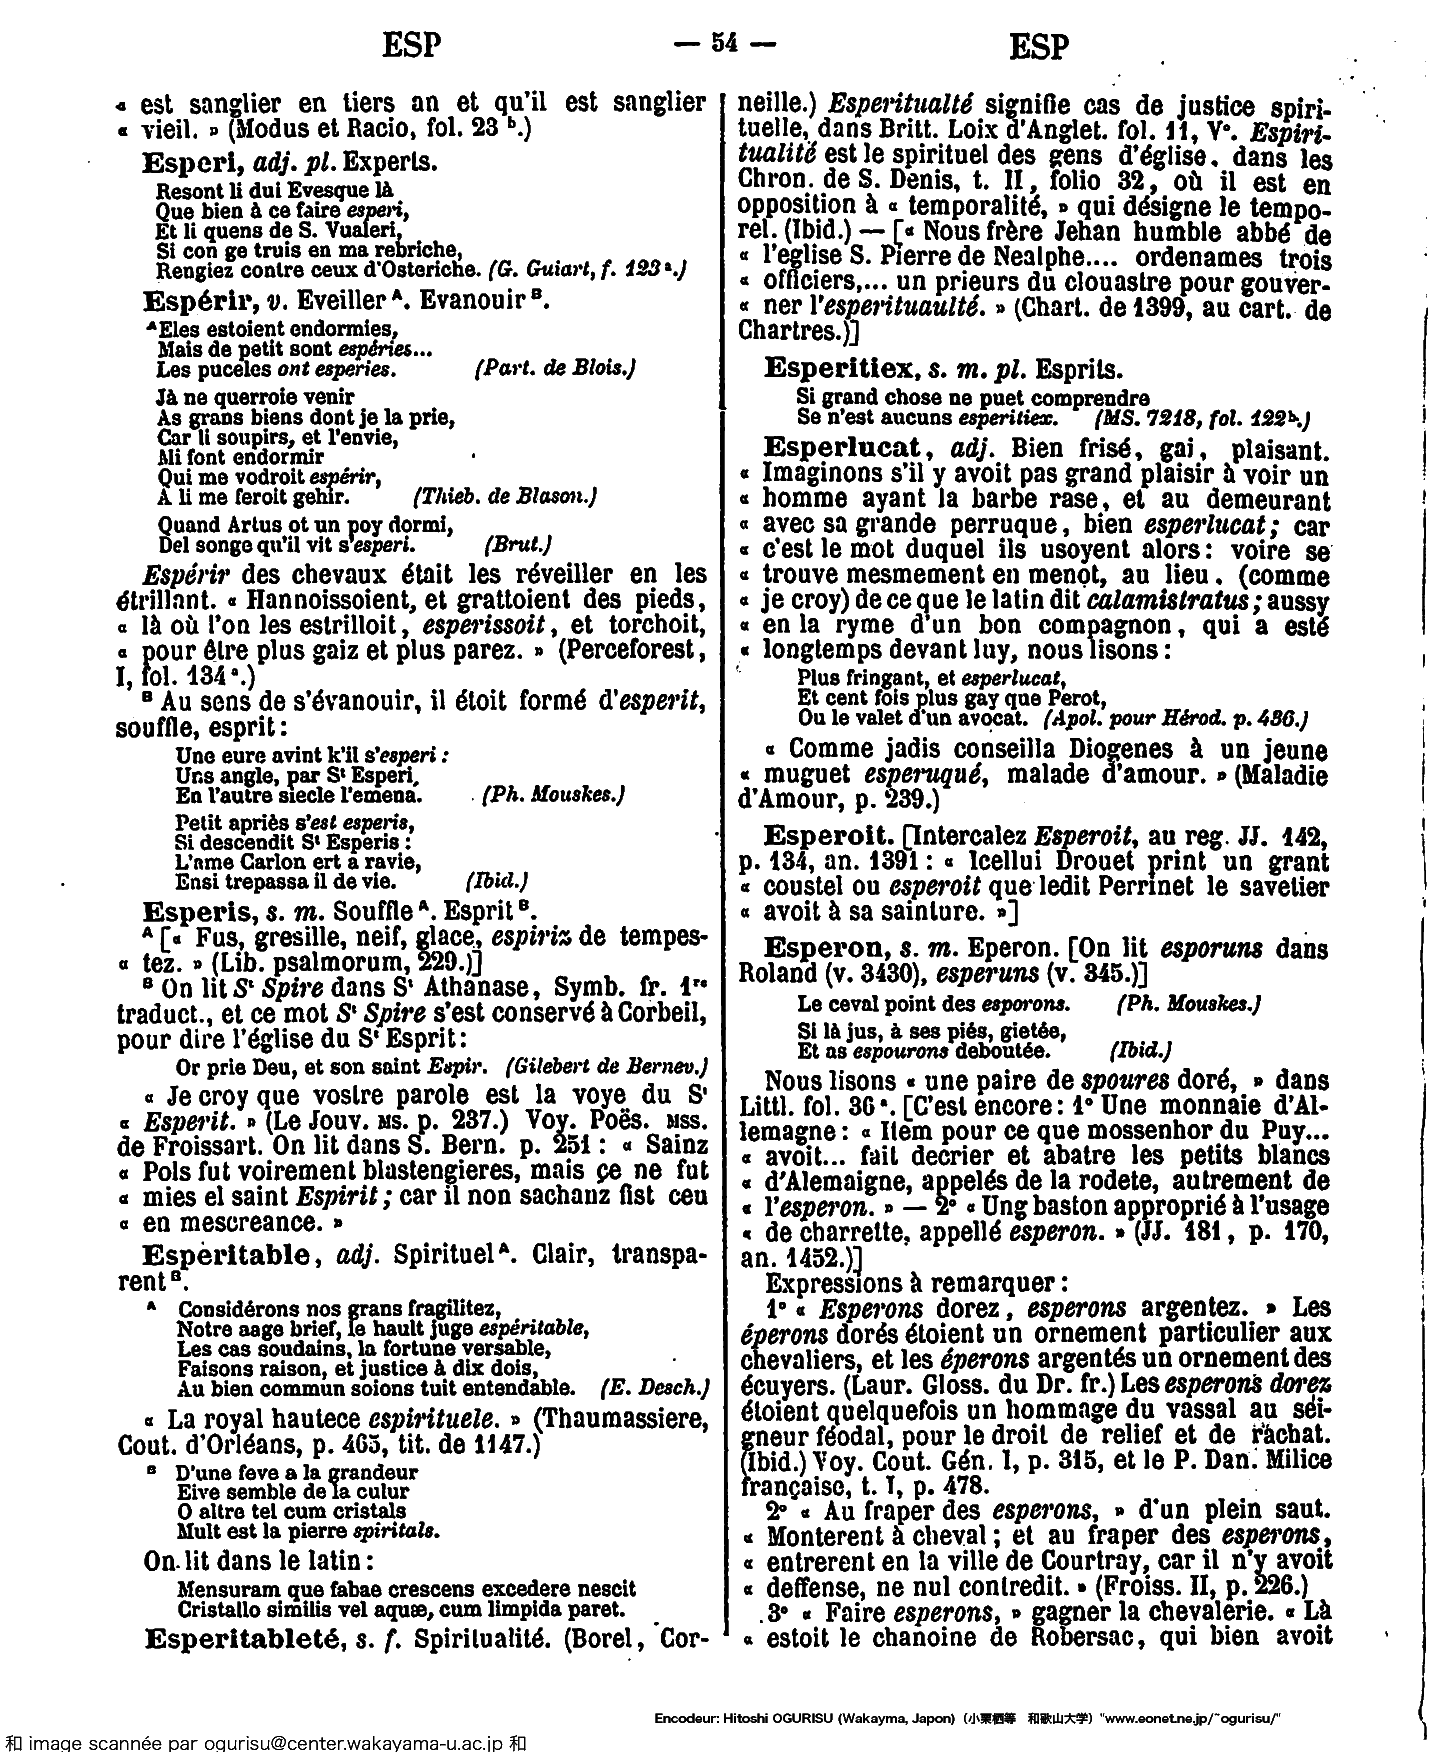 ESP — 54 — ESP
« est sanglier en tiers an et qu'il est sanglier
« vieil. » (Modus et Racio, fol. 23 b.)
Esperi, adj. pl. Experts.
Resont li dui Evesque là
Que bien à ce faire esperi,
Et li quens de S. Vualeri,
Si con ge truis en ma rebriche,
Rengiez contre ceux d'Osteriche. (G. Guiart, f. 123 a.)
Espérir, v. Eveiller A. Evanouir B.
A Eles estoient endormies,
Mais de petit sont espéries...
Les puceles ont esperies. (Part. de Blois.)
Jà ne querroie venir
As grans biens dont je la prie,
Car li soupirs, et l'envie,
Mi font endormir
Qui me vodroit espérir,
A li me feroit gehir. (Thieb. de Blason.)
Quand Artus ot un poy dormi,
Del songe qu'il vit s'esperi. (Brut.)
Espérir des chevaux était les réveiller en les
étrillant. « Hannoissoient, et grattoient des pieds,
« là où l'on les estrilloit, esperissoit, et torchoit,
« pour être plus gaiz et plus parez. » (Perceforest,
I, fol. 134 a.)
B Au sens de s'évanouir, il étoit formé d'esperit,
souffle, esprit :
Une eure avint k'il s'esperi :
Uns angle, par St Esperi,
En l'autre siecle l'emena. (Ph. Mouskes.)
Petit apriès s'est esperis,
Si descendit St Esperis :
L'ame Carlon ert a ravie,
Ensi trepassa il de vie. (Ibid.)
Esperis, s. m. Souffle A. Esprit B.
A [« Fus, gresille, neif, glace, espiriz de tempes-
« tez. » (Lib. psalmorum, 229.)]
B On lit St Spire dans St Athanase, Symb. fr. 1re
traduct., et ce mot St Spire s'est conservé à Corbeil,
pour dire l'église du St Esprit :
Or prie Deu, et son saint Espir. (Gilebert de Bernev.)
« Je croy que vostre parole est la voye du St
« Esperit. » (Le Jouv. MS. p. 237.) Voy. Poës. MSS.
de Froissart. On lit dans S. Bern. p. 251 : « Sainz
« Pols fut voirement blastengieres, mais çe ne fut
« mies el saint Espirit ; car il non sachanz fist ceu
« en mescreance. »
Espèritable, adj. Spirituel A. Clair, transpa-
rent B.
A Considérons nos grans fragilitez,
Notre aage brief, le hault juge espéritable,
Les cas soudains, la fortune versable,
Faisons raison, et justice à dix dois,
Au bien commun soions tuit entendable. (E. Desch.)
« La royal hautece espirituele. » (Thaumassiere,
Cout. d'Orléans, p. 465, tit. de 1147.)
B D'une feve a la grandeur
Eive semble de la culur
O altre tel cum cristals
Mult est la pierre spiritals.
On lit dans le latin :
Mensuram que fabae crescens excedere nescit
Cristallo similis vel aquæ, cum limpida paret.
Esperitableté, s. f. Spiritualité. (Borel, Cor-
neille.) Esperitualté signifie cas de justice spiri-
tuelle, dans Britt. Loix d'Anglet. fol. 11, V°. Espiri-
tualité est le spirituel des gens d'église, dans les
Chron. de S. Denis, t. II, folio 32, où il est en
opposition à « temporalité, » qui désigne le tempo-
rel. (Ibid.) — [« Nous frère Jehan humble abbé de
« l'eglise S. Pierre de Nealphe.... ordenames trois
« officiers,... un prieurs du clouastre pour gouver-
« ner l'esperituaulté. » (Chart. de 1399, au cart. de
Chartres.)]
Esperitiex, s. m. pl. Esprits.
Si grand chose ne puet comprendre
Se n'est aucuns esperitiex. (MS. 7218, fol. 122 b.)
Esperlucat, adj. Bien frisé, gai, plaisant.
« Imaginons s'il y avoit pas grand plaisir à voir un
« homme ayant la barbe rase, et au demeurant
« avec sa grande perruque, bien esperlucat ; car
« c'est le mot duquel ils usoyent alors : voire se
« trouve mesmement en menot, au lieu, (comme
« je croy) de ce que le latin dit calamistratus ; aussy
« en la ryme d'un bon compagnon, qui a esté
« longtemps devant luy, nous lisons :
Plus fringant, et esperlucat,
Et cent fois plus gay que Perot,
Ou le valet d'un avocat. (Apol. pour Hérod. p. 436.)
« Comme jadis conseilla Diogenes à un jeune
« muguet esperuqué, malade d'amour. » (Maladie
d'Amour, p. 239.)
Esperoit. [Intercalez Esperoit, au reg. JJ. 142,
p. 134, an. 1391 : « Icellui Drouet print un grant
« coustel ou esperoit que ledit Perrinet le savetier
« avoit à sa sainture. »]
Esperon, s. m. Eperon. [On lit esporuns dans
Roland (v. 3430), esperuns (v. 345.)]
Le ceval point des esporons. (Ph. Mouskes.)
Si là jus, à ses piés, gietée,
Et as espourons deboutée. (Ibid.)
Nous lisons « une paire de spoures doré, » dans
Littl. fol. 36 a. [C'est encore : 1° Une monnaie d'Al-
lemagne : « Item pour ce que mossenhor du Puy...
« avoit... fait decrier et abatre les petits blancs
« d'Alemaigne, appelés de la rodete, autrement de
« l'esperon. » — 2° « Ung baston approprié à l'usage
« de charrette, appellé esperon. » (JJ. 181, p. 170,
an. 1452.)]
Expressions à remarquer :
1° « Esperons dorez, esperons argentez. » Les
éperons dorés étoient un ornement particulier aux
chevaliers, et les éperons argentés un ornement des
écuyers. (Laur. Gloss. du Dr. fr.) Les esperons dorez
étoient quelquefois un hommage du vassal au sei-
gneur féodal, pour le droit de relief et de rachat.
(Ibid.) Voy. Cout. Gén. I, p. 315, et le P. Dan. Milice
française, t. I, p. 478.
2° « Au fraper des esperons, » d'un plein saut.
« Monterent à cheval ; et au fraper des esperons,
« entrerent en la ville de Courtray, car il n'y avoit
« deffense, ne nul contredit. » (Froiss. II, p. 226.)
3° « Faire esperons, » gagner la chevalerie. « Là
« estoit le chanoine de Robersac, qui bien avoit
Encodeur: Hitoshi OGURISU (Wakayma, Japon) (小栗栖等 和歌山大学) "www.eonet.ne.jp/~ogurisu/"
和 image scannée par ogurisu@center.wakayama-u.ac.jp 和